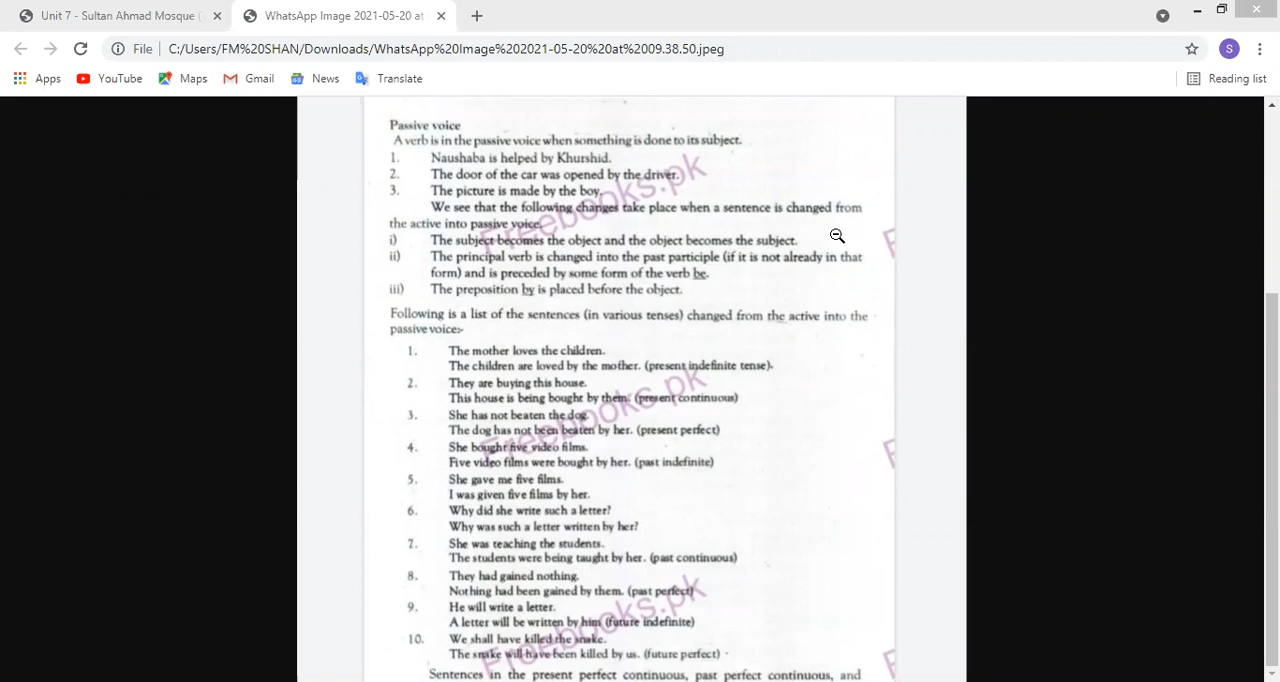 Unit 7 - Sultan Ahmad Mosque (
WhatsApp Image 2021-05-20 at
File
C:/Users/FM%20SHAN/Downloads/WhatsApp%20Image%202021-05-20%20at%2009.38.50.jpeg
S
Apps
YouTube
Maps
Gmail
News
Translate
Reading list
Passive voice
A verb is in the passive voice when something is done to its subject.
1. Naushaba is helped by Khurshid.
2. The door of the car was opened by the driver.
3. The picture is made by the boy.
We see that the following changes take place when a sentence is changed from
the active into passive voice.
i) The subject becomes the object and the object becomes the subject.
ii) The principal verb is changed into the past participle (if it is not already in that
form) and is preceded by some form of the verb be.
iii) The preposition by is placed before the object.
Following is a list of the sentences (in various tenses) changed from the active into the
passive voice:-
1. The mother loves the children.
The children are loved by the mother. (present indefinite tense).
2. They are buying this house.
This house is being bought by them. (present continuous)
3. She has not beaten the dog.
The dog has not been beaten by her. (present perfect)
4. She bought five video films.
Five video films were bought by her. (past indefinite)
5. She gave me five films.
I was given five films by her.
6. Why did she write such a letter?
Why was such a letter written by her?
7. She was teaching the students.
The students were being taught by her. (past continuous)
8. They had gained nothing.
Nothing had been gained by them. (past perfect)
9. He will write a letter.
A letter will be written by him (future indefinite)
10. We shall have killed the snake.
The snake will have been killed by us. (future perfect)
Sentences in the present perfect continuous, past perfect continuous, and
Freebooks.pk
Freebooks.pk
Freebooks.pk
F
F
F